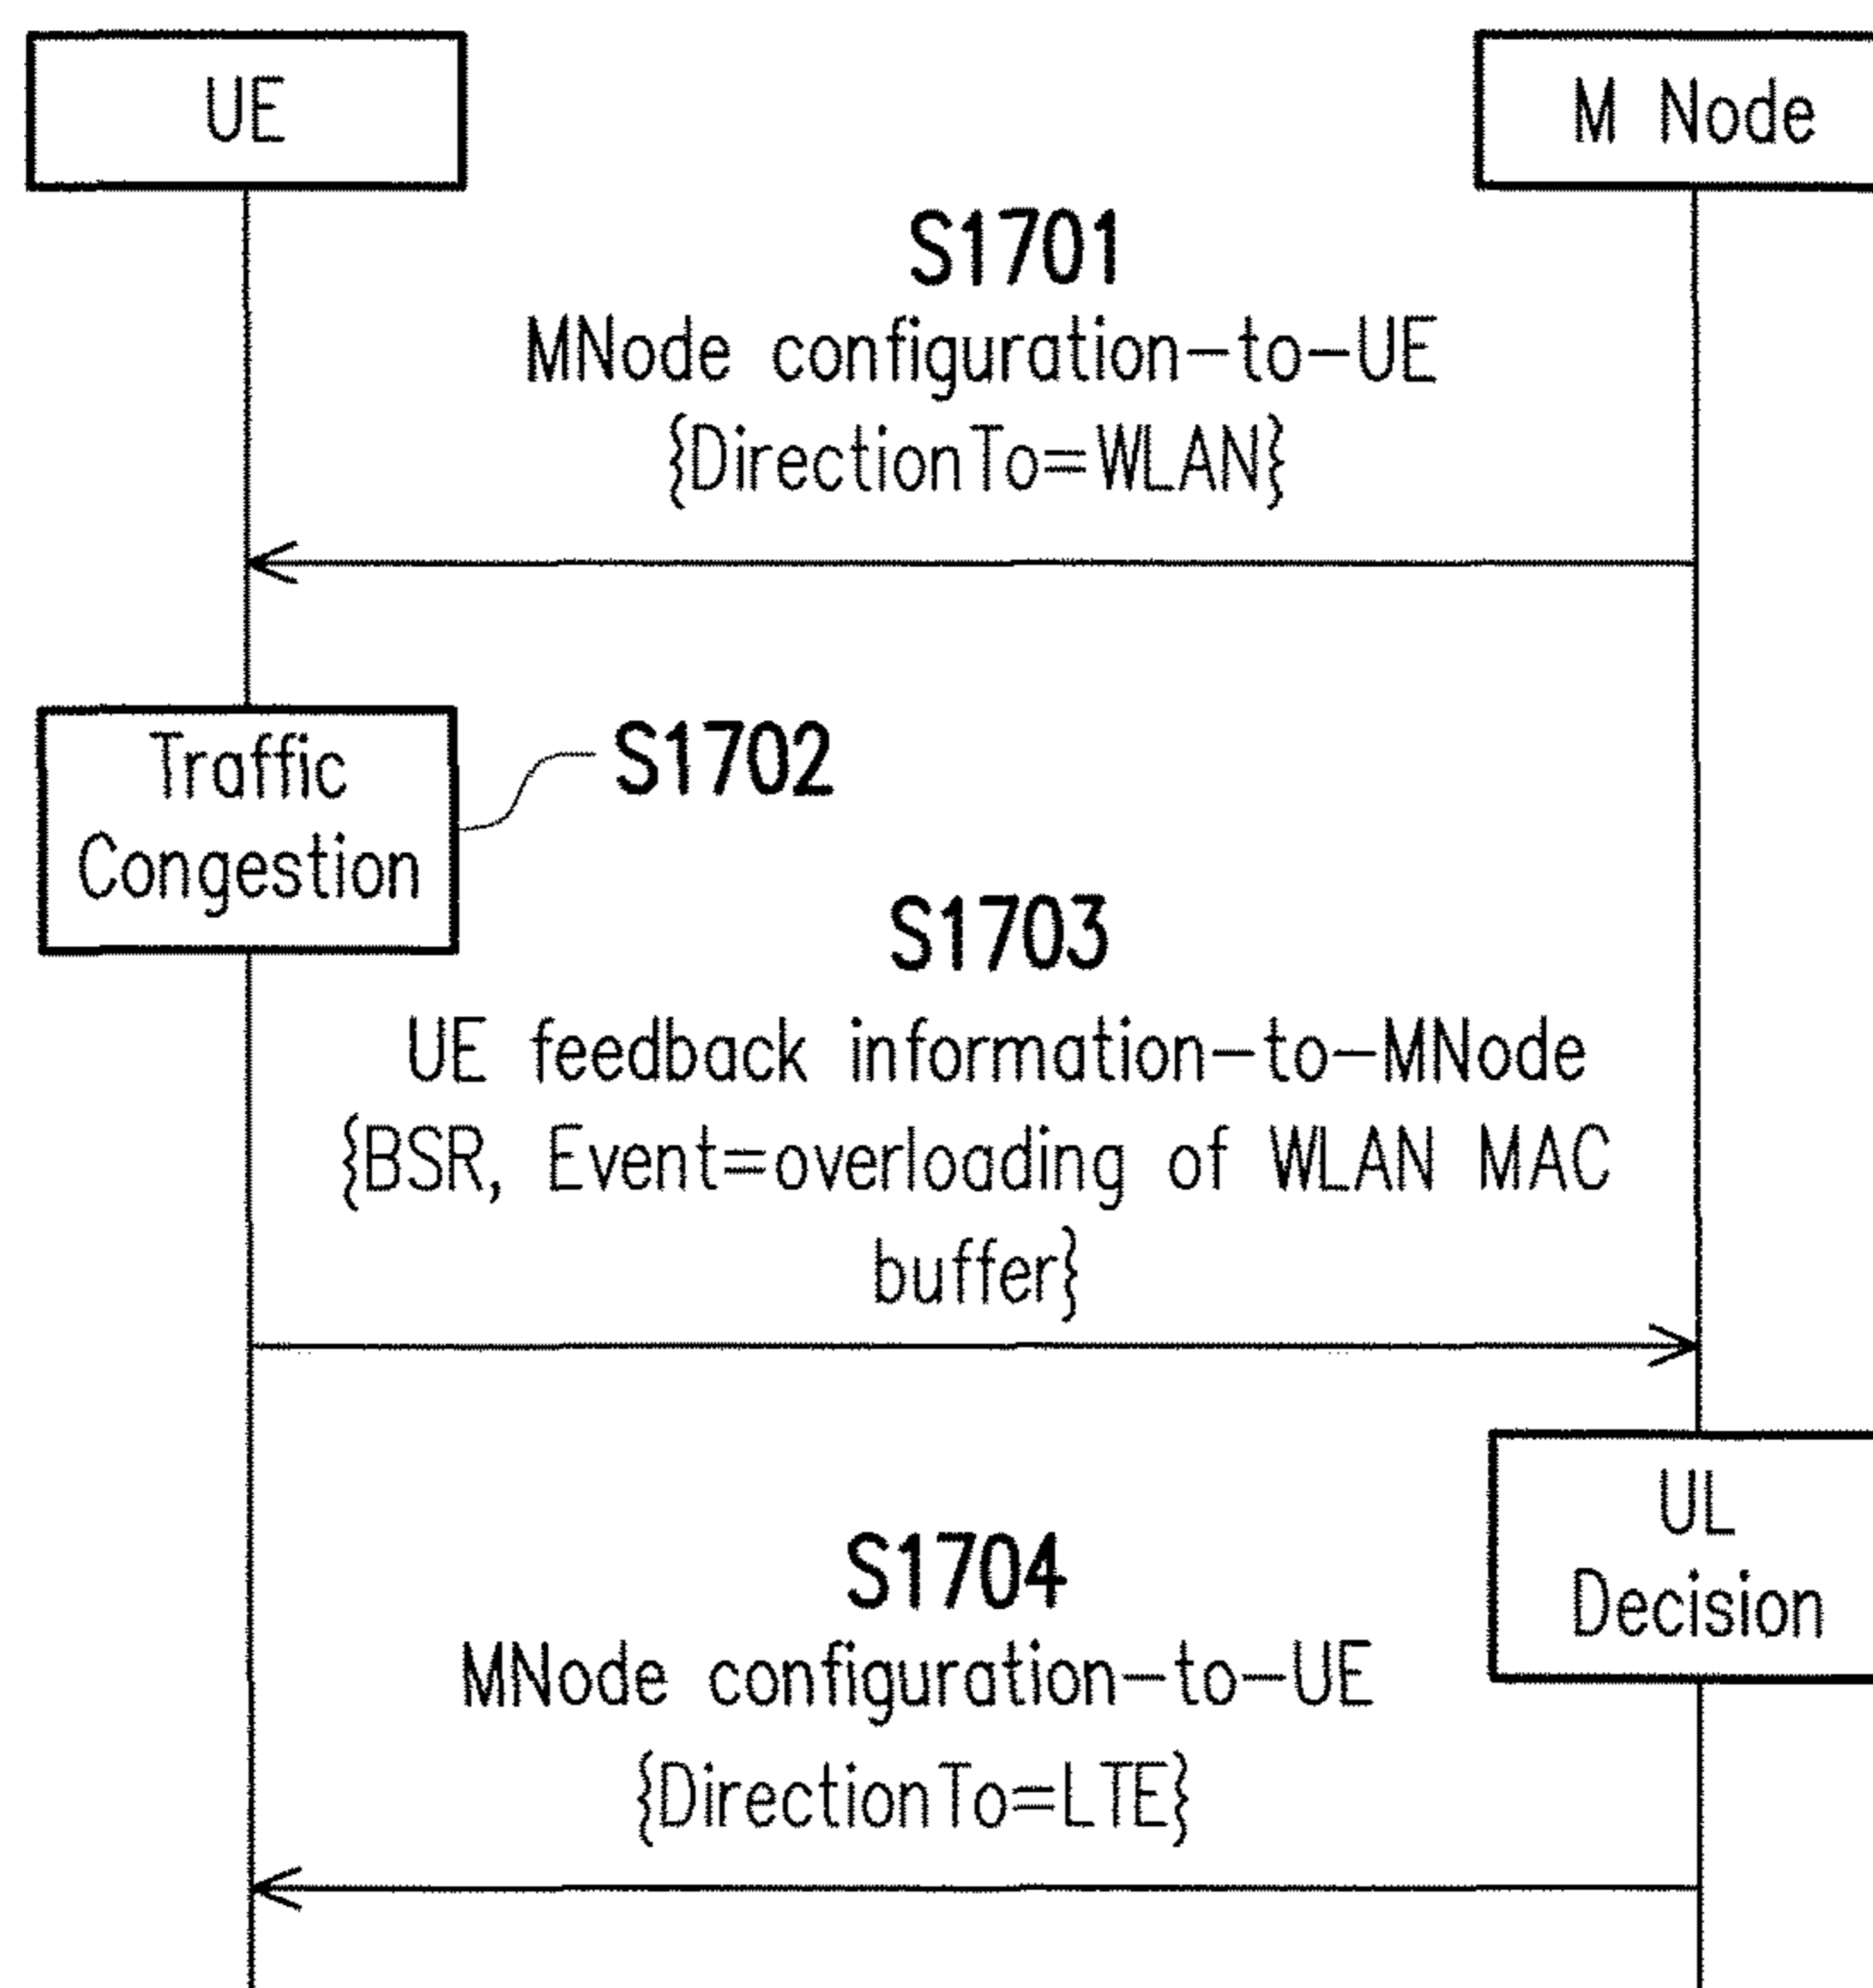 UE
M Node
S1701
MNode configuration-to-UE
{DirectionTo=WLAN}
Traffic
Congestion
S1702
S1703
UE feedback information-to-MNode
{BSR, Event=overloading of WLAN MAC
buffer}
UL
Decision
S1704
MNode configuration-to-UE
{DirectionTo=LTE}